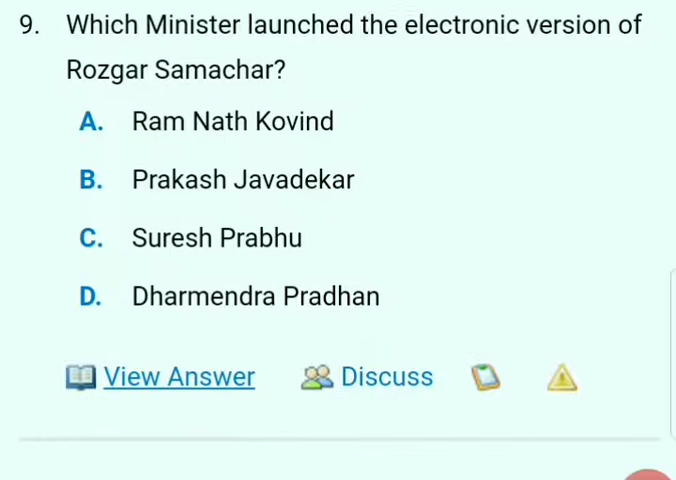 9. Which Minister launched the electronic version of
Rozgar Samachar?
A. Ram Nath Kovind
B. Prakash Javadekar
C. Suresh Prabhu
D. Dharmendra Pradhan
View Answer Discuss